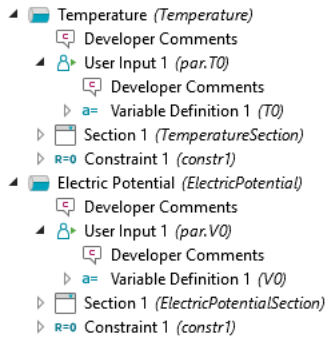 Temperature (Temperature)
Developer Comments
User Input 1 (par.T0)
Developer Comments
a= Variable Definition 1 (T0)
Section 1 (TemperatureSection)
R=0 Constraint 1 (constr1)
Electric Potential (ElectricPotential)
Developer Comments
User Input 1 (par.V0)
Developer Comments
a= Variable Definition 1 (V0)
Section 1 (ElectricPotentialSection)
R=0 Constraint 1 (constr1)